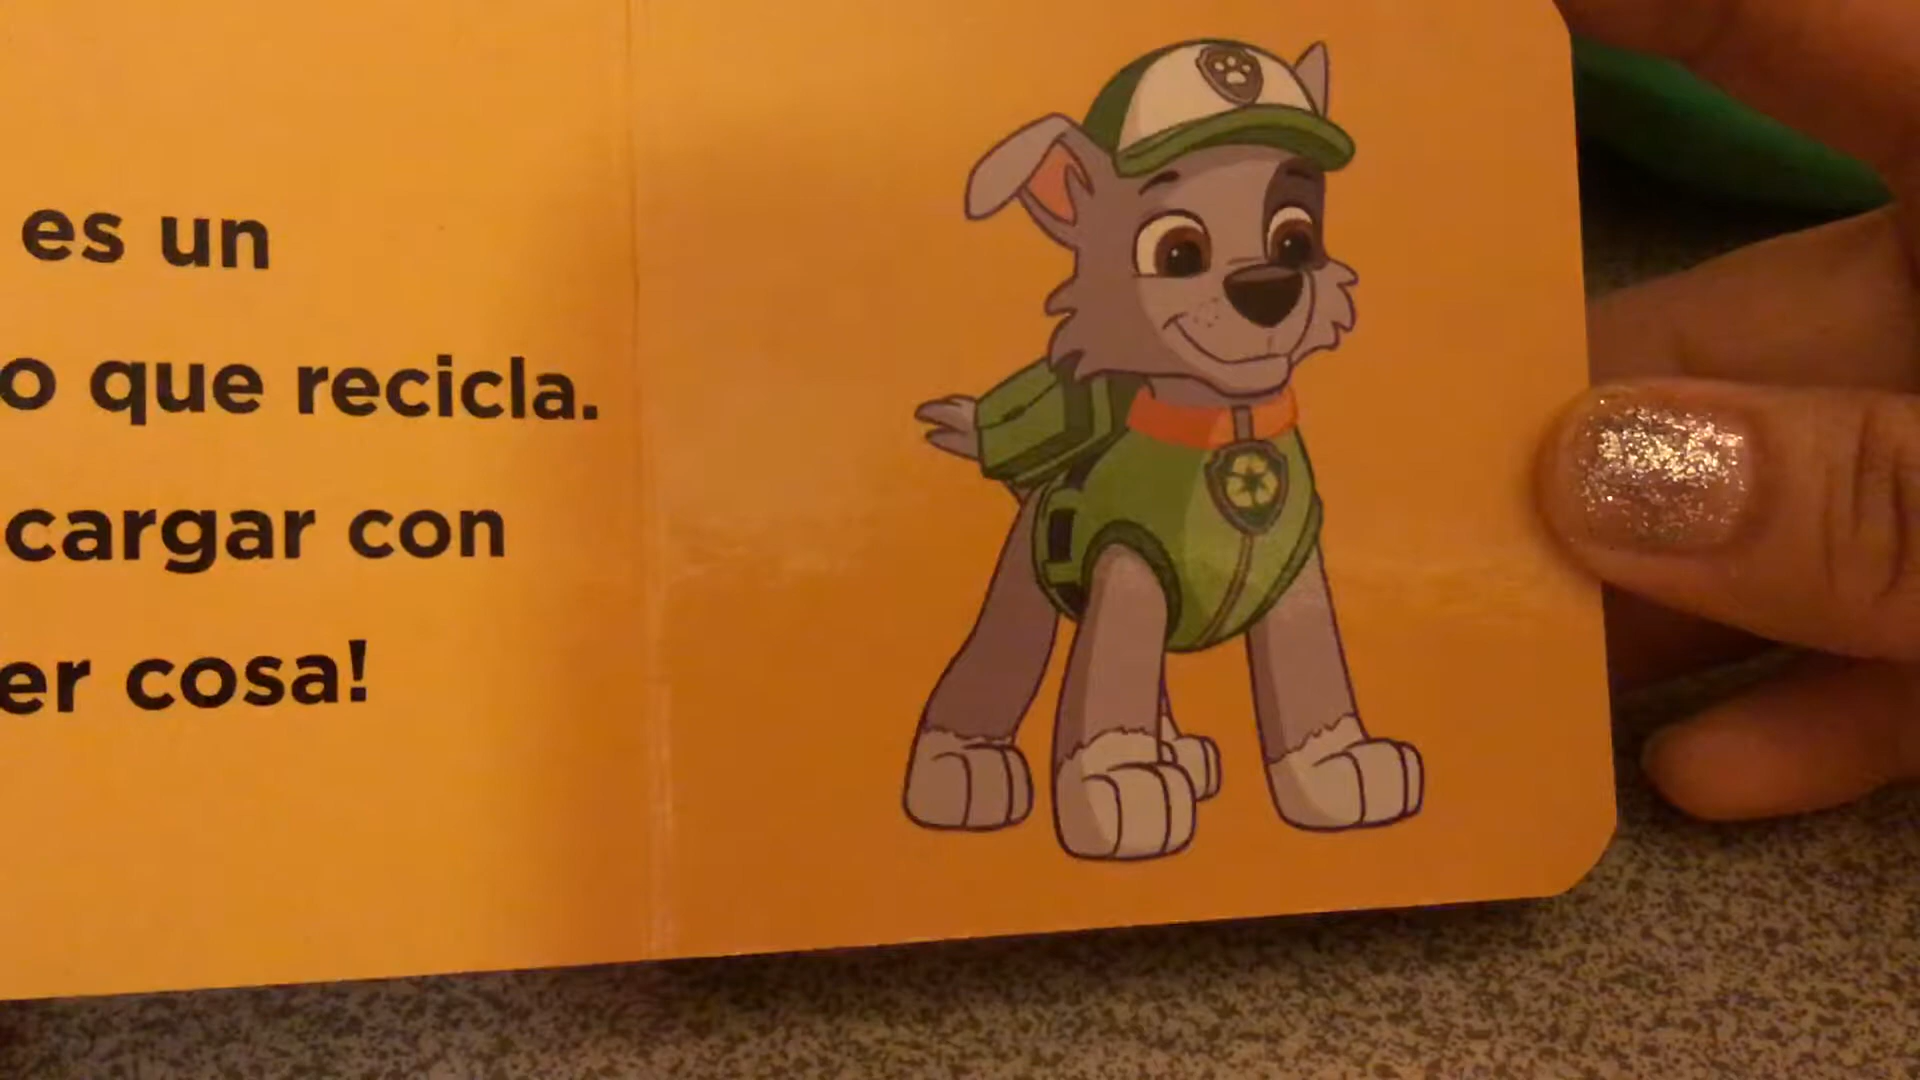 es un
o que recicla.
cargar con
er cosa!